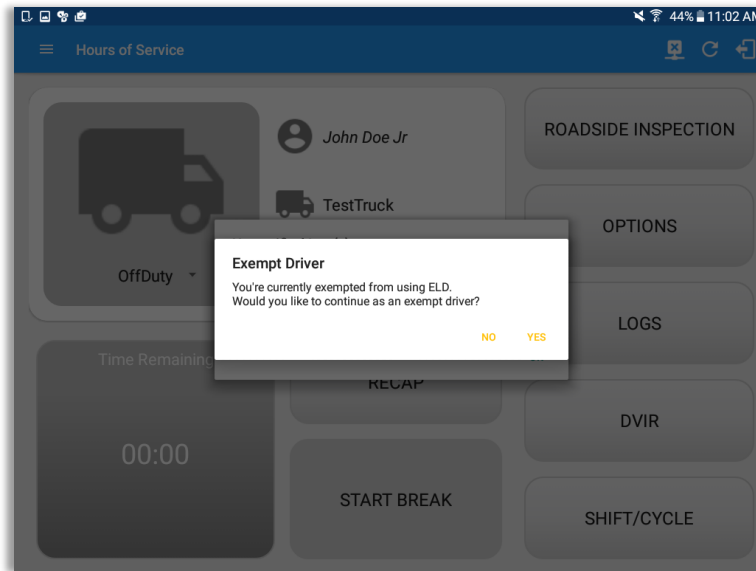 44% 11:02 AM
Hours of Service
John Doe Jr
TestTruck
OffDuty
ROADSIDE INSPECTION
OPTIONS
LOGS
DVIR
SHIFT/CYCLE
Exempt Driver
You're currently exempted from using ELD.
Would you like to continue as an exempt driver?
NO YES
Time Remaining
00:00
RECAP
START BREAK